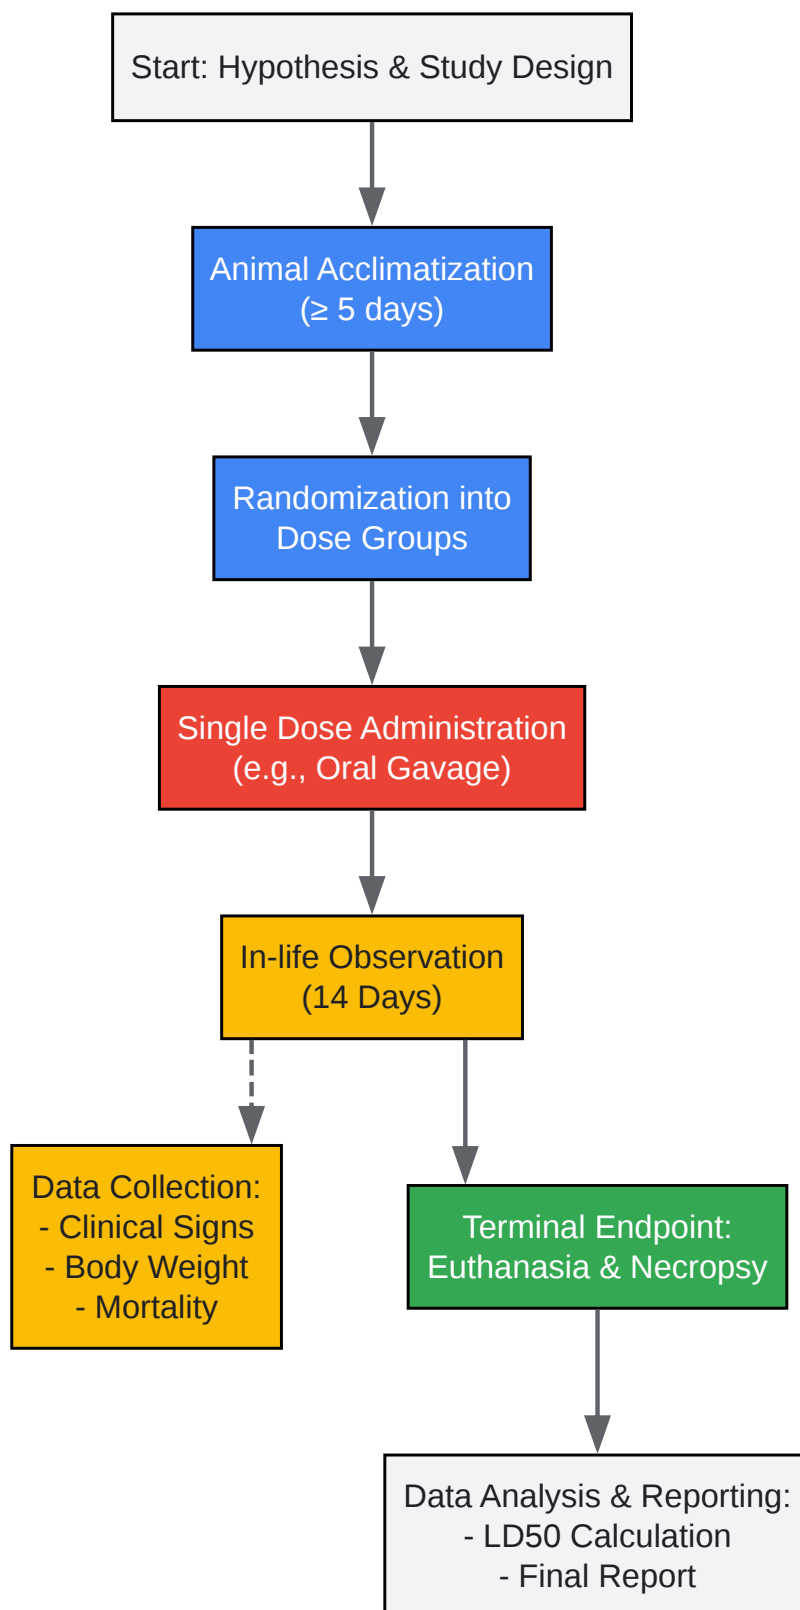 Start: Hypothesis & Study Design
Animal Acclimatization
(≥ 5 days)
Randomization into
Dose Groups
Single Dose Administration
(e.g., Oral Gavage)
In-life Observation
(14 Days)
Data Collection:
- Clinical Signs
- Body Weight
- Mortality
Terminal Endpoint:
Euthanasia & Necropsy
Data Analysis & Reporting:
- LD50 Calculation
- Final Report